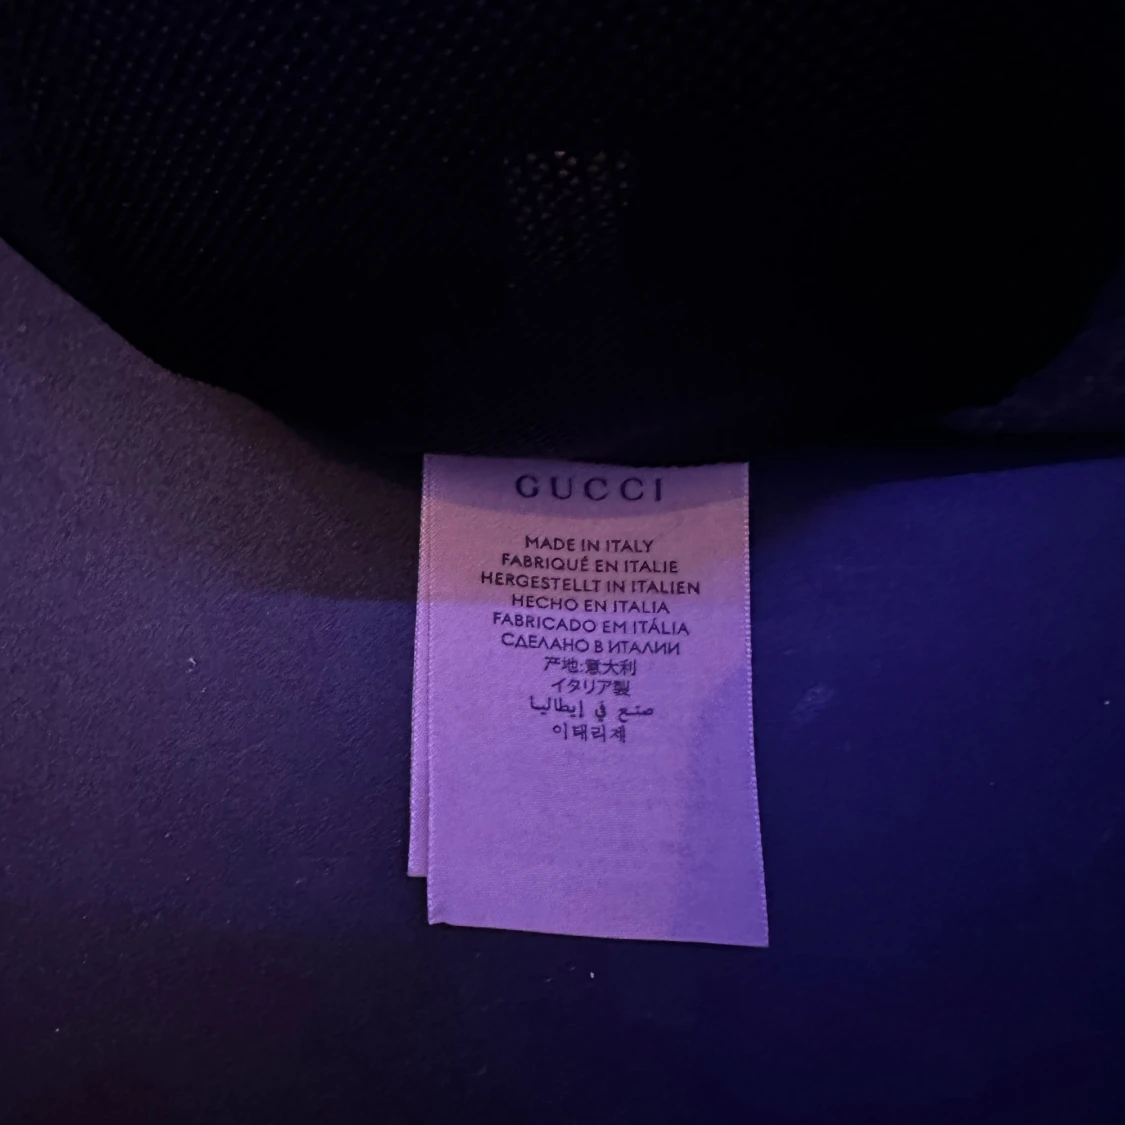 GUCCI
MADE IN ITALY
FABRIQUÉ EN ITALIE
HERGESTELLT IN ITALIEN
HECHO EN ITALIA
FABRICADO EM ITÁLIA
СДЕЛАНО В ИТАЛИИ
产地:意大利
イタリア製
صنع في إيطاليا
이태리제